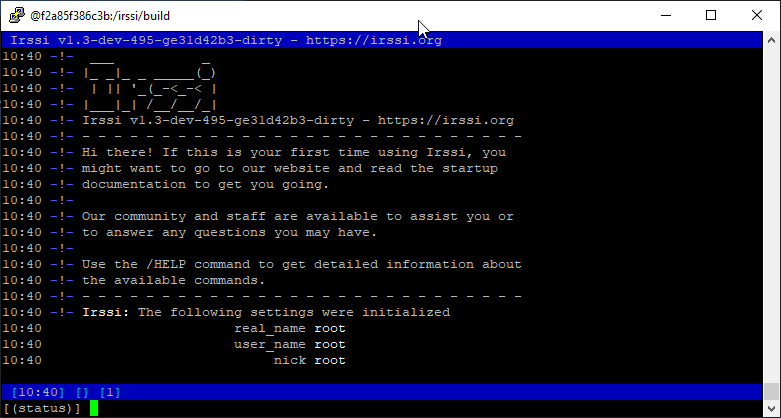 @f2a85f386c3b:/irssi/build
Irssi v1.3-dev-495-ge31d42b3-dirty - https://irssi.org
10:40 -!-  ___           _
10:40 -!- |_ _|_ _ _____(_)
10:40 -!-  | || '_(_-<_-< |
10:40 -!- |___|_| /__/__/_|
10:40 -!- Irssi v1.3-dev-495-ge31d42b3-dirty - https://irssi.org
10:40 -!- - - - - - - - - - - - - - - - - - - - - - - - - - - - -
10:40 -!- Hi there! If this is your first time using Irssi, you
10:40 -!- might want to go to our website and read the startup
10:40 -!- documentation to get you going.
10:40 -!-
10:40 -!- Our community and staff are available to assist you or
10:40 -!- to answer any questions you may have.
10:40 -!-
10:40 -!- Use the /HELP command to get detailed information about
10:40 -!- the available commands.
10:40 -!- - - - - - - - - - - - - - - - - - - - - - - - - - - - -
10:40 -!- Irssi: The following settings were initialized
10:40                        real_name root
10:40                        user_name root
10:40                             nick root
[10:40] [] [1]
[(status)]